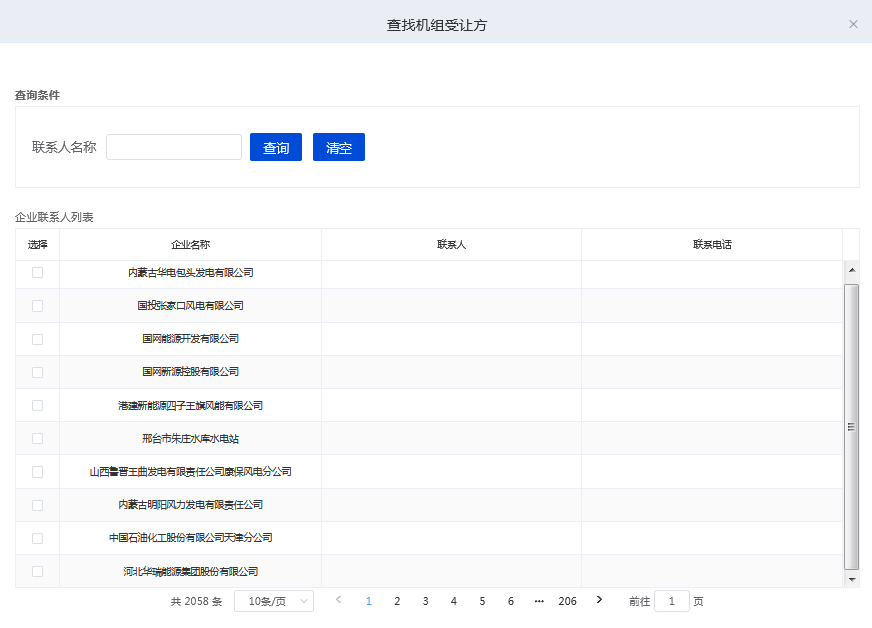 查找机组受让方
查询条件
联系人名称 查询 清空
企业联系人列表
选择 企业名称 联系人 联系电话
内蒙古华电包头发电有限公司
国投张家口风电有限公司
国网能源开发有限公司
国网新源控股有限公司
港建新能源四子王旗风能有限公司
邢台市朱庄水库水电站
山西鲁晋王曲发电有限责任公司康保风电分公司
内蒙古明阳风力发电有限责任公司
中国石油化工股份有限公司天津分公司
河北华瑞能源集团股份有限公司
共 2058 条 10条/页 1 2 3 4 5 6 ••• 206 前往 1 页